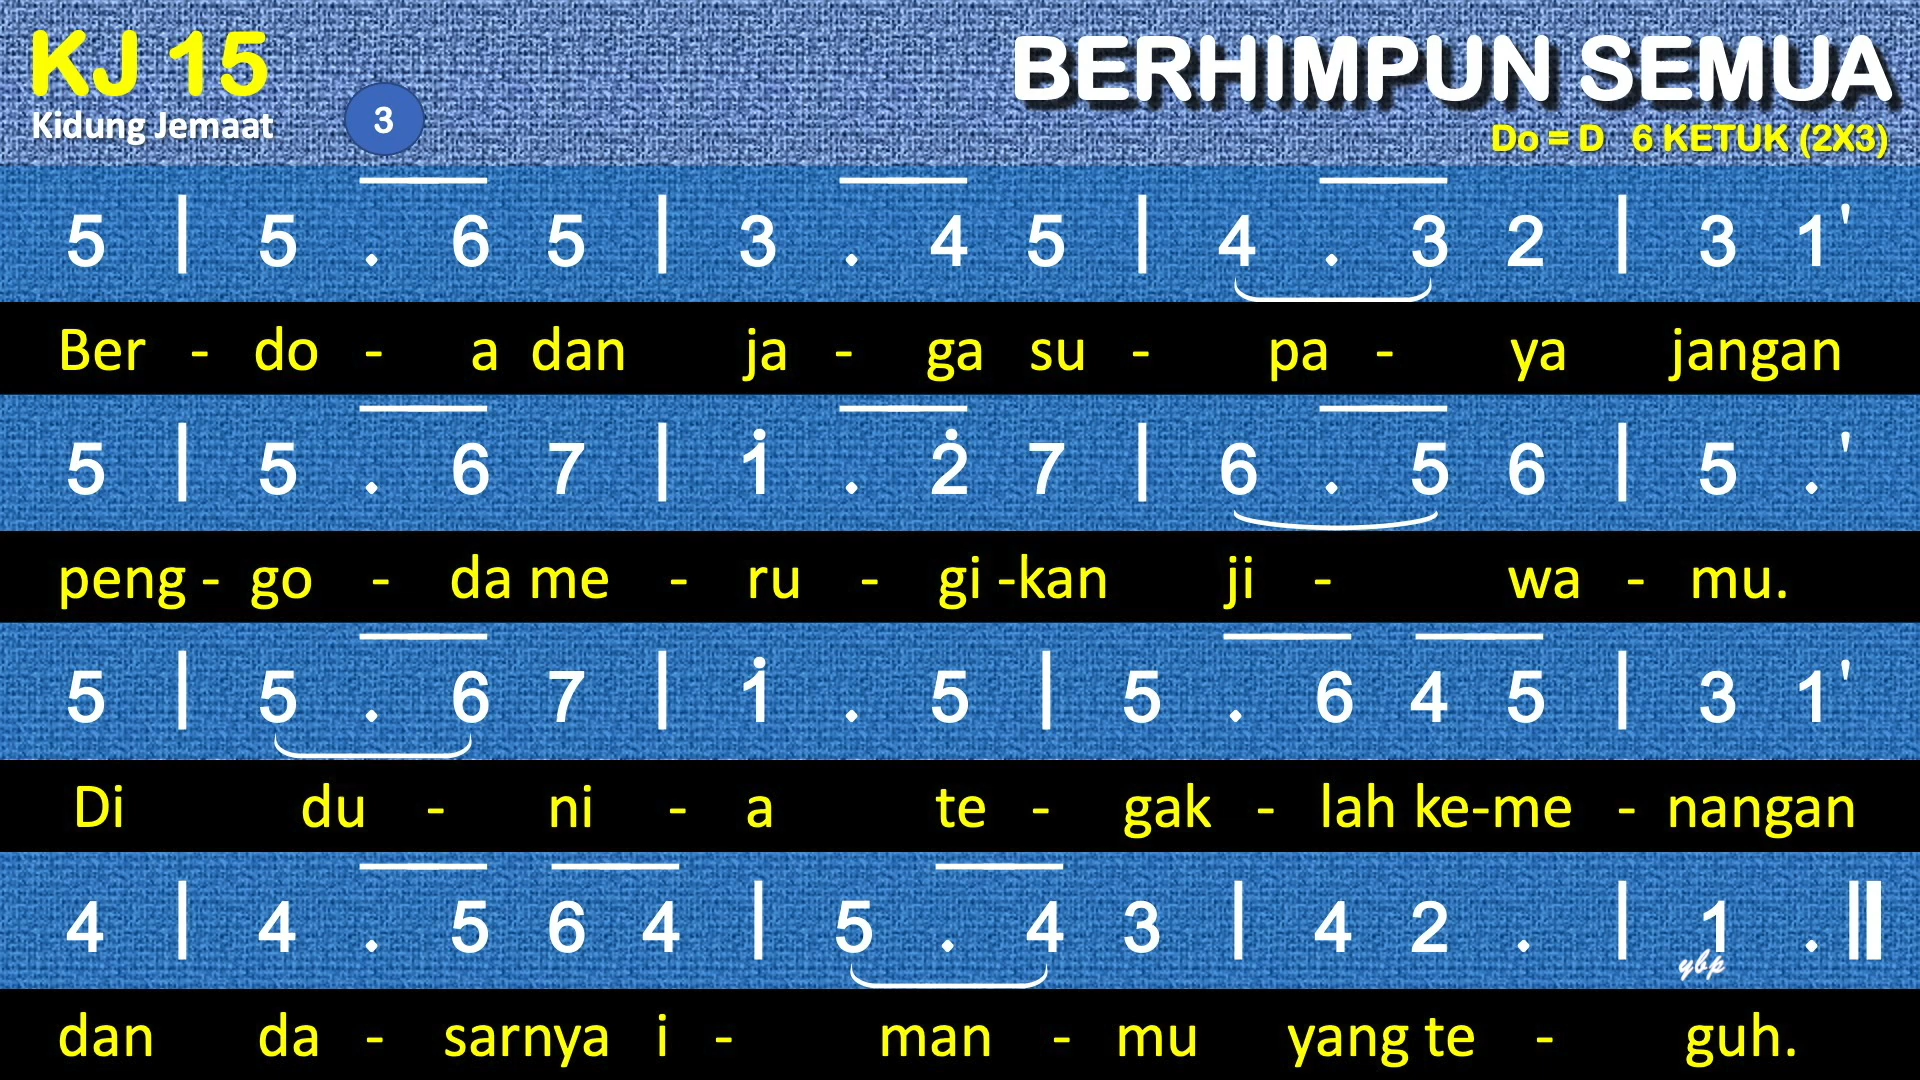 KJ 15
Kidung Jemaat
3
BERHIMPUN SEMUA
Do = D 6 KETUK (2X3)
5 | 5 . 6 5 | 3 . 4 5 | 4 . 3 2 | 3 1'
Ber - do - a dan ja - ga su - pa - ya jangan
5 | 5 . 6 7 | i . 2̇ 7 | 6 . 5 6 | 5 .'
peng - go - da me - ru - gi -kan ji - wa - mu.
5 | 5 . 6 7 | i . 5 | 5 . 6 4 5 | 3 1'
Di du - ni - a te - gak - lah ke-me - nangan
4 | 4 . 5 6 4 | 5 . 4 3 | 4 2 . | 1 . ||
ybp
dan da - sarnya i - man - mu yang te - guh.